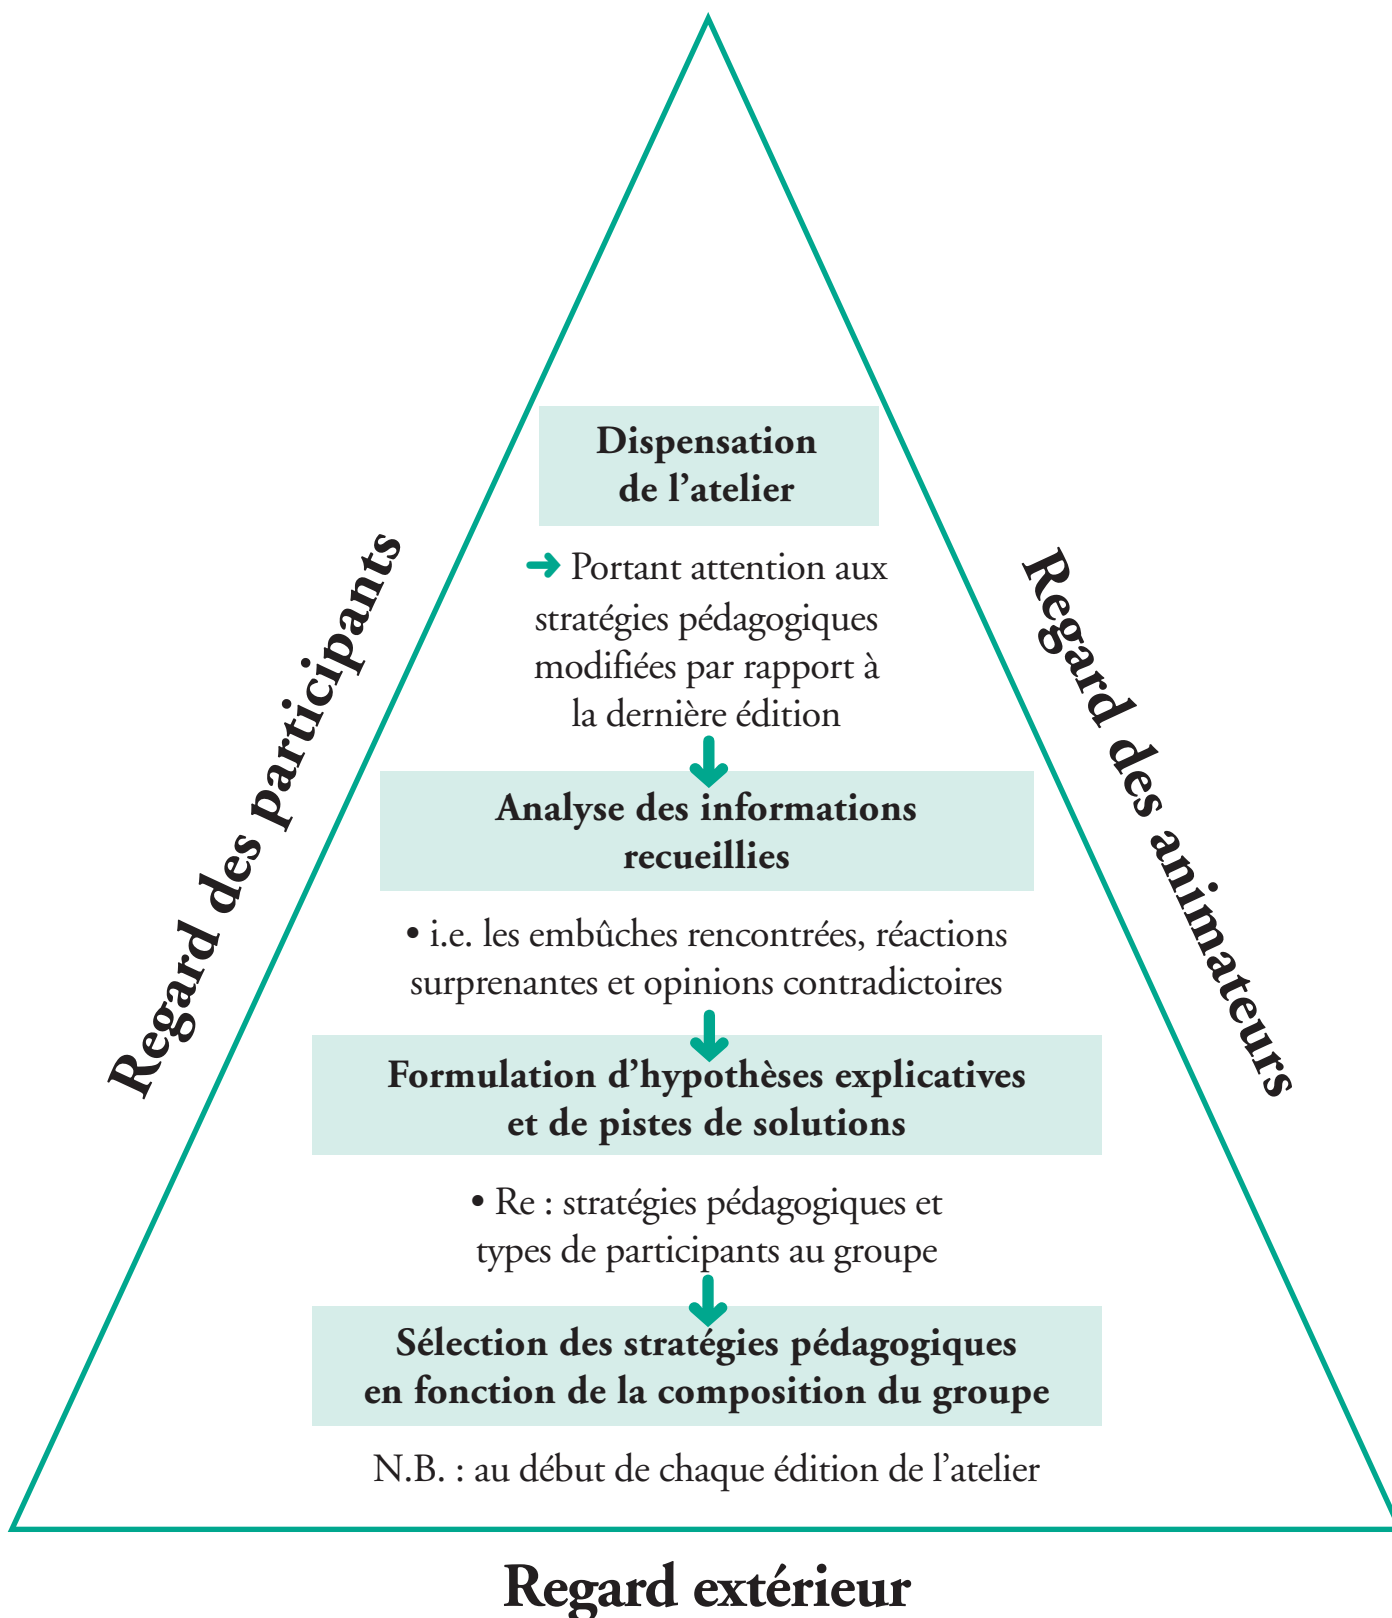 Dispensation
de l’atelier
➜ Portant attention aux
stratégies pédagogiques
modifiées par rapport à
la dernière édition
Regard des participants
Regard des animateurs
Analyse des informations
recueillies
• i.e. les embûches rencontrées, réactions
surprenantes et opinions contradictoires
Formulation d’hypothèses explicatives
et de pistes de solutions
• Re : stratégies pédagogiques et
types de participants au groupe
Sélection des stratégies pédagogiques
en fonction de la composition du groupe
N.B. : au début de chaque édition de l’atelier
Regard extérieur